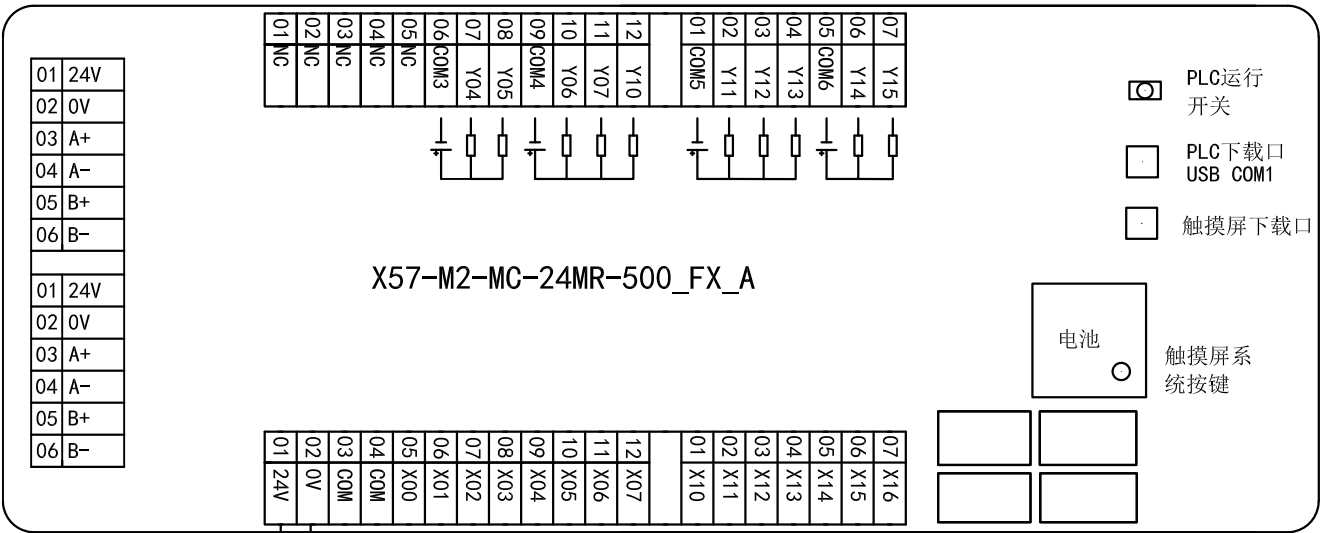 01 NC
02 NC
03 NC
04 NC
05 NC
06 COM3
07 Y04
08 Y05
09 COM4
10 Y06
11 Y07
12 Y10
01 COM5
02 Y11
03 Y12
04 Y13
05 COM6
06 Y14
07 Y15
01 24V
02 0V
03 A+
04 A-
05 B+
06 B-
01 24V
02 0V
03 A+
04 A-
05 B+
06 B-
PLC运行
开关
PLC下载口
USB COM1
触摸屏下载口
X57-M2-MC-24MR-500_FX_A
电池
触摸屏系
统按键
01 24V
02 0V
03 COM
04 COM
05 X00
06 X01
07 X02
08 X03
09 X04
10 X05
11 X06
12 X07
01 X10
02 X11
03 X12
04 X13
05 X14
06 X15
07 X16